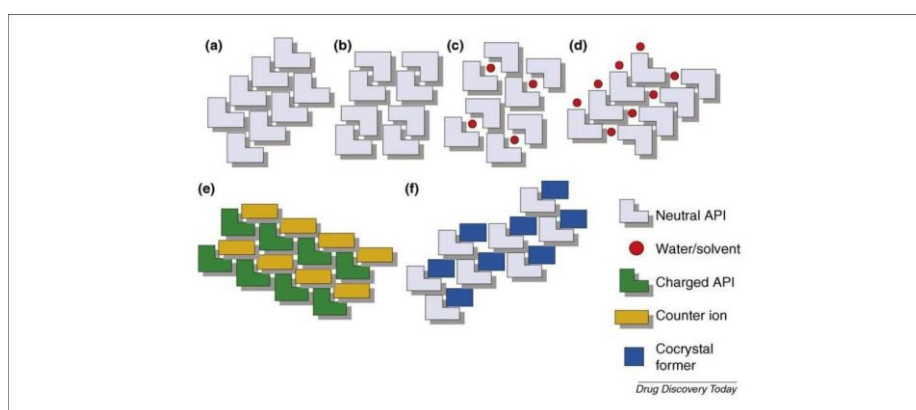 (a)
(b)
(c)
(d)
(e)
(f)
Neutral API
Water/solvent
Charged API
Counter ion
Cocrystal
former
Drug Discovery Today